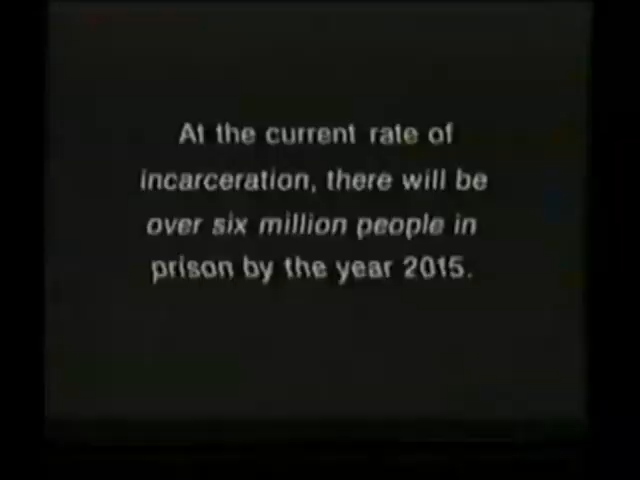 At the current rate of
incarceration, there will be
over six million people in
prison by the year 2015.